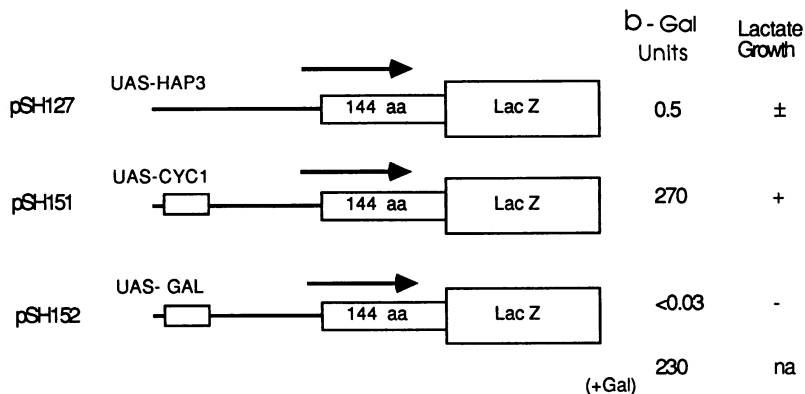 b - Gal Units
Lactate Growth
UAS-HAP3
pSH127
144 aa
Lac Z
0.5
±
UAS-CYC1
pSH151
144 aa
Lac Z
270
+
UAS- GAL
pSH152
144 aa
Lac Z
<0.03
-
(+Gal)
230
na